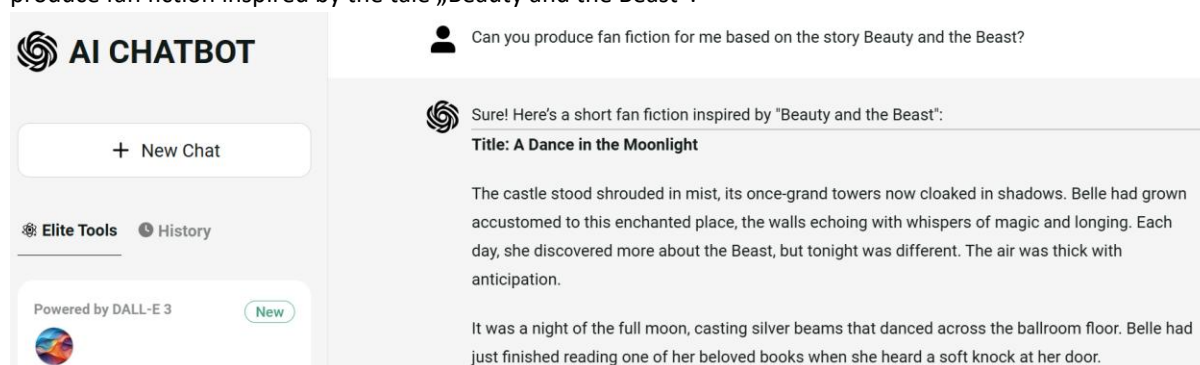 produce fan fiction inspired by the tale „Beauty and the Beast“.
AI CHATBOT
+ New Chat
Elite Tools
History
Powered by DALL-E 3
New
Can you produce fan fiction for me based on the story Beauty and the Beast?
Sure! Here's a short fan fiction inspired by "Beauty and the Beast":
Title: A Dance in the Moonlight
The castle stood shrouded in mist, its once-grand towers now cloaked in shadows. Belle had grown
accustomed to this enchanted place, the walls echoing with whispers of magic and longing. Each
day, she discovered more about the Beast, but tonight was different. The air was thick with
anticipation.
It was a night of the full moon, casting silver beams that danced across the ballroom floor. Belle had
just finished reading one of her beloved books when she heard a soft knock at her door.